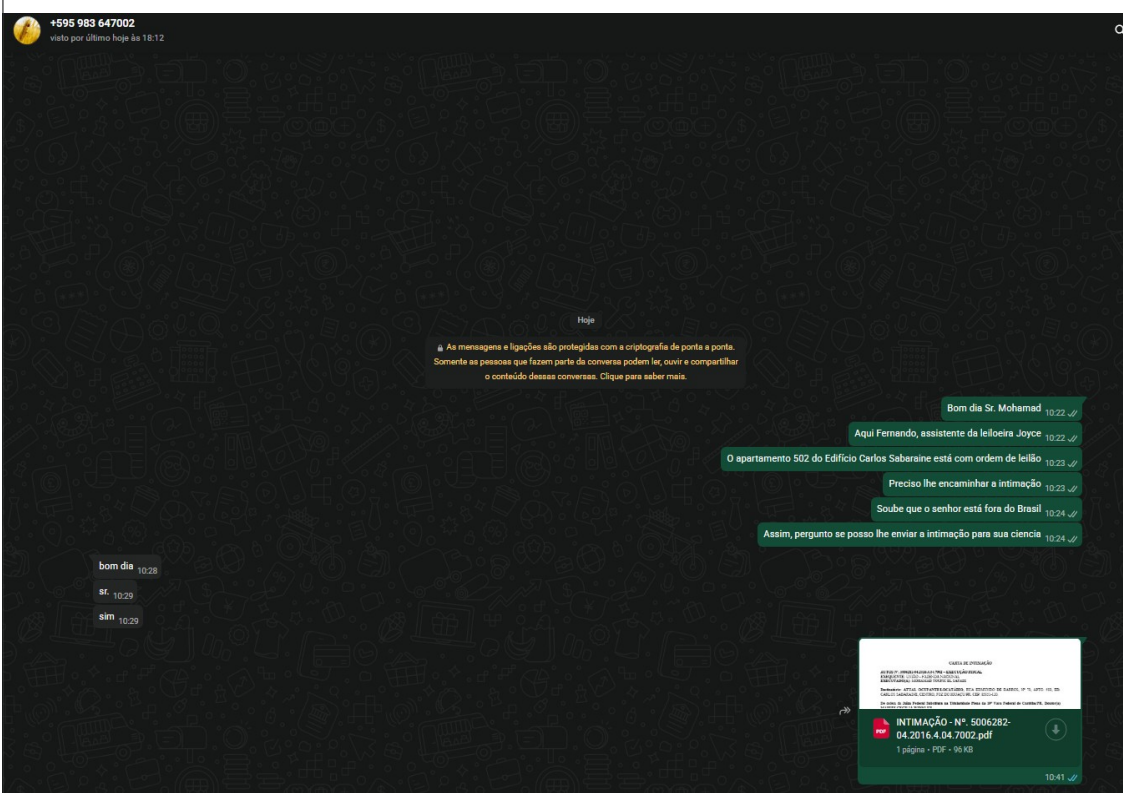 +595 983 647002
visto por último hoje às 18:12
Hoje
As mensagens e ligações são protegidas com a criptografia de ponta a ponta.
Somente as pessoas que fazem parte da conversa podem ler, ouvir e compartilhar
o conteúdo dessas conversas. Clique para saber mais.
Bom dia Sr. Mohamad 10:22
Aqui Fernando, assistente da leiloeira Joyce 10:22
O apartamento 502 do Edifício Carlos Sabaraine está com ordem de leilão 10:23
Preciso lhe encaminhar a intimação 10:23
Soube que o senhor está fora do Brasil 10:24
Assim, pergunto se posso lhe enviar a intimação para sua ciencia 10:24
bom dia 10:28
sr. 10:29
sim 10:29
CARTA DE INTIMAÇÃO
INTIMAÇÃO - Nº. 5006282-
04.2016.4.04.7002.pdf
PDF
1 página • PDF • 96 KB
10:41